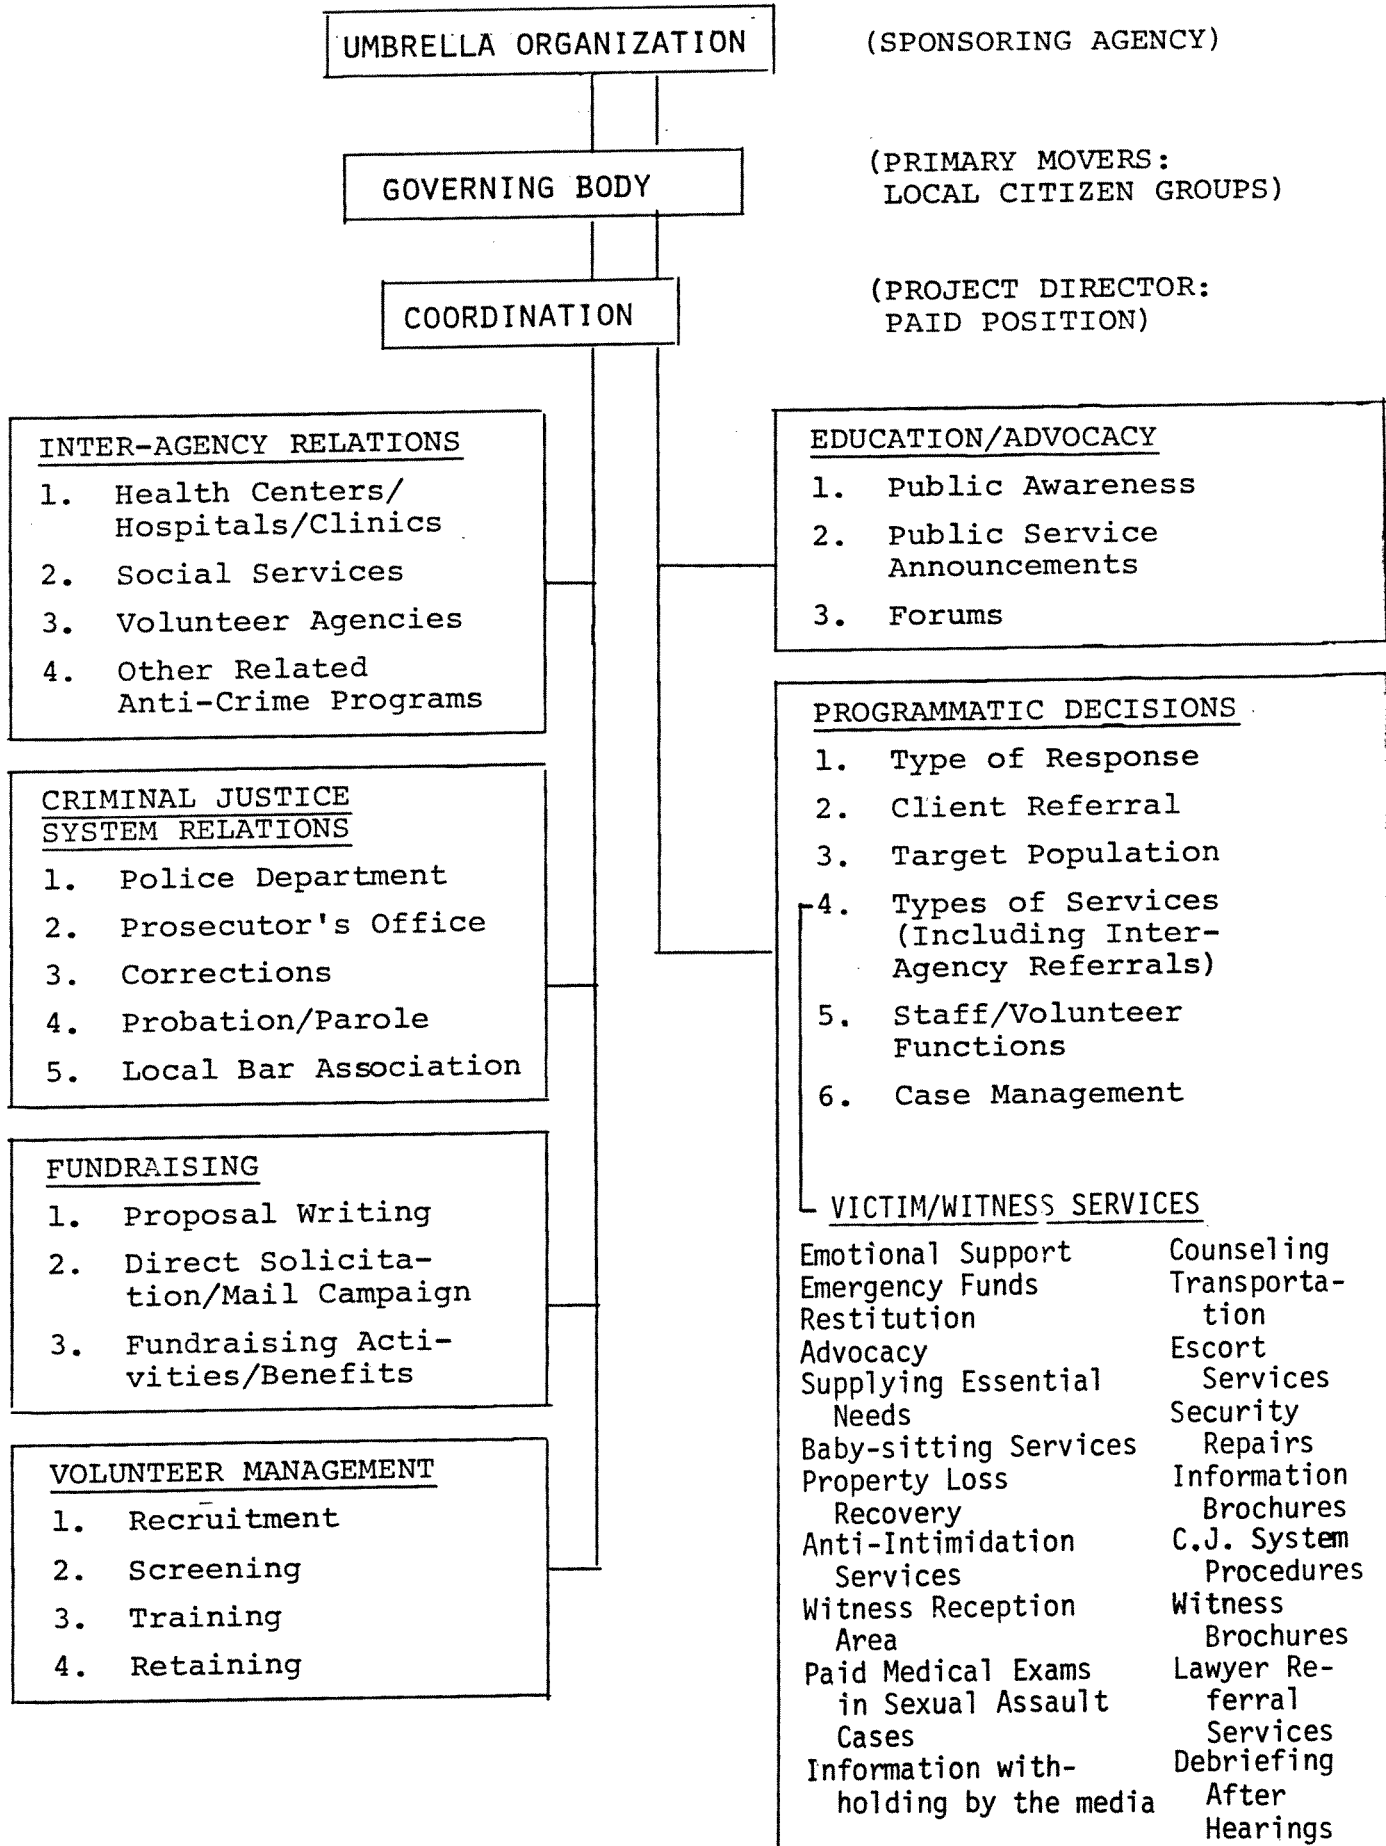 UMBRELLA ORGANIZATION
(SPONSORING AGENCY)
GOVERNING BODY
(PRIMARY MOVERS:
LOCAL CITIZEN GROUPS)
COORDINATION
(PROJECT DIRECTOR:
PAID POSITION)
INTER-AGENCY RELATIONS
1. Health Centers/
Hospitals/Clinics
2. Social Services
3. Volunteer Agencies
4. Other Related
Anti-Crime Programs
CRIMINAL JUSTICE
SYSTEM RELATIONS
1. Police Department
2. Prosecutor's Office
3. Corrections
4. Probation/Parole
5. Local Bar Association
FUNDRAISING
1. Proposal Writing
2. Direct Solicita-
tion/Mail Campaign
3. Fundraising Acti-
vities/Benefits
VOLUNTEER MANAGEMENT
1. Recruitment
2. Screening
3. Training
4. Retaining
EDUCATION/ADVOCACY
1. Public Awareness
2. Public Service
Announcements
3. Forums
PROGRAMMATIC DECISIONS
1. Type of Response
2. Client Referral
3. Target Population
4. Types of Services
(Including Inter-
Agency Referrals)
5. Staff/Volunteer
Functions
6. Case Management
VICTIM/WITNESS SERVICES
Emotional Support
Emergency Funds
Restitution
Advocacy
Supplying Essential
Needs
Baby-sitting Services
Property Loss
Recovery
Anti-Intimidation
Services
Witness Reception
Area
Paid Medical Exams
in Sexual Assault
Cases
Information with-
holding by the media
Counseling
Transporta-
tion
Escort
Services
Security
Repairs
Information
Brochures
C.J. System
Procedures
Witness
Brochures
Lawyer Re-
ferral
Services
Debriefing
After
Hearings